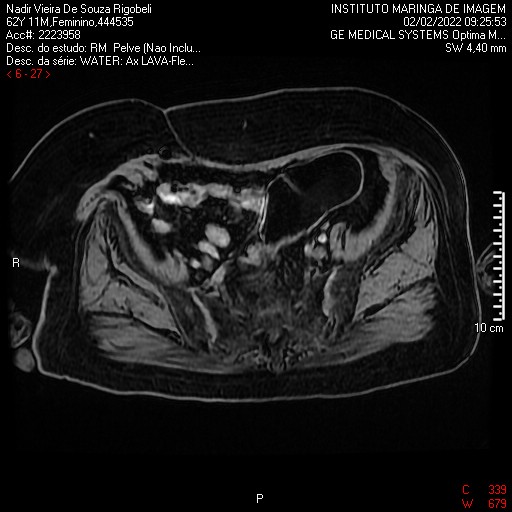 Nadir Vieira De Souza Rigobeli
62Y 11M,Feminino,444535
Acc#: 2223958
Desc. do estudo: RM Pelve (Nao Inclu...
Desc. da série: WATER: Ax LAVA-Fle...
< 6 - 27 >
INSTITUTO MARINGA DE IMAGEM
02/02/2022 09:25:53
GE MEDICAL SYSTEMS Optima M...
SW 4,40 mm
R
10 cm
P
C 339
W 679